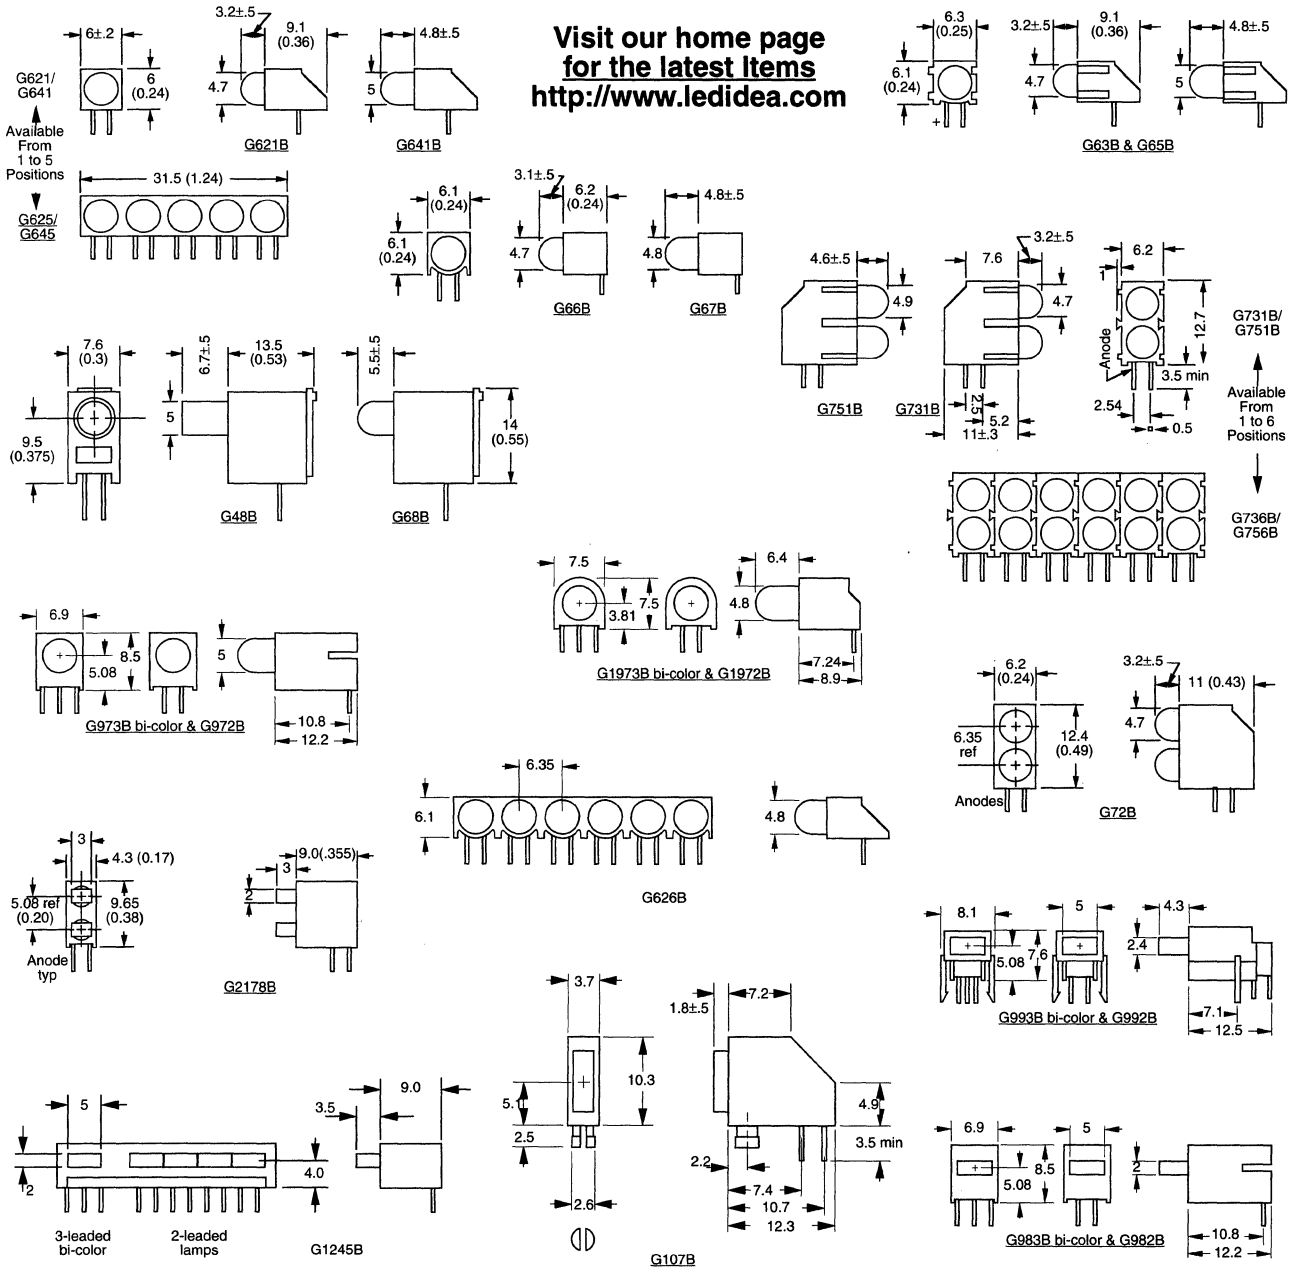 Visit our home page
for the latest Items
http://www.ledidea.com
6±.2
6
(0.24)
G621/
G641
Available
From
1 to 5
Positions
G625/
G645
31.5 (1.24)
3.2±.5
9.1
(0.36)
4.7
G621B
4.8±.5
5
G641B
6.3
(0.25)
6.1
(0.24)
+
3.2±.5
9.1
(0.36)
4.7
4.8±.5
5
G63B & G65B
6.1
(0.24)
6.1
(0.24)
3.1±.5
6.2
(0.24)
4.7
G66B
4.8±.5
4.8
G67B
4.6±.5
4.9
G751B
7.6
3.2±.5
4.7
G731B
2.5
5.2
11±.3
6.2
1
12.7
Anode
3.5 min
2.54
0.5
G731B/
G751B
Available
From
1 to 6
Positions
G736B/
G756B
7.6
(0.3)
9.5
(0.375)
6.7±.5
13.5
(0.53)
5
G48B
5.5±.5
14
(0.55)
G68B
7.5
7.5
3.81
6.4
4.8
7.24
8.9
G1973B bi-color & G1972B
6.9
8.5
5.08
5
10.8
12.2
G973B bi-color & G972B
6.2
(0.24)
6.35
ref
12.4
(0.49)
Anodes
3.2±.5
11 (0.43)
4.7
G72B
6.35
6.1
4.8
G626B
3
4.3 (0.17)
5.08 ref
(0.20)
9.65
(0.38)
Anode
typ
9.0(.355)
3
2
G2178B
8.1
5
5.08
7.6
4.3
2.4
7.1
12.5
G993B bi-color & G992B
3.7
10.3
5.1
2.5
2.6
1.8±.5
7.2
4.9
3.5 min
2.2
7.4
10.7
12.3
G107B
5
2
4.0
3-leaded
bi-color
2-leaded
lamps
9.0
3.5
G1245B
6.9
5
8.5
5.08
2
10.8
12.2
G983B bi-color & G982B